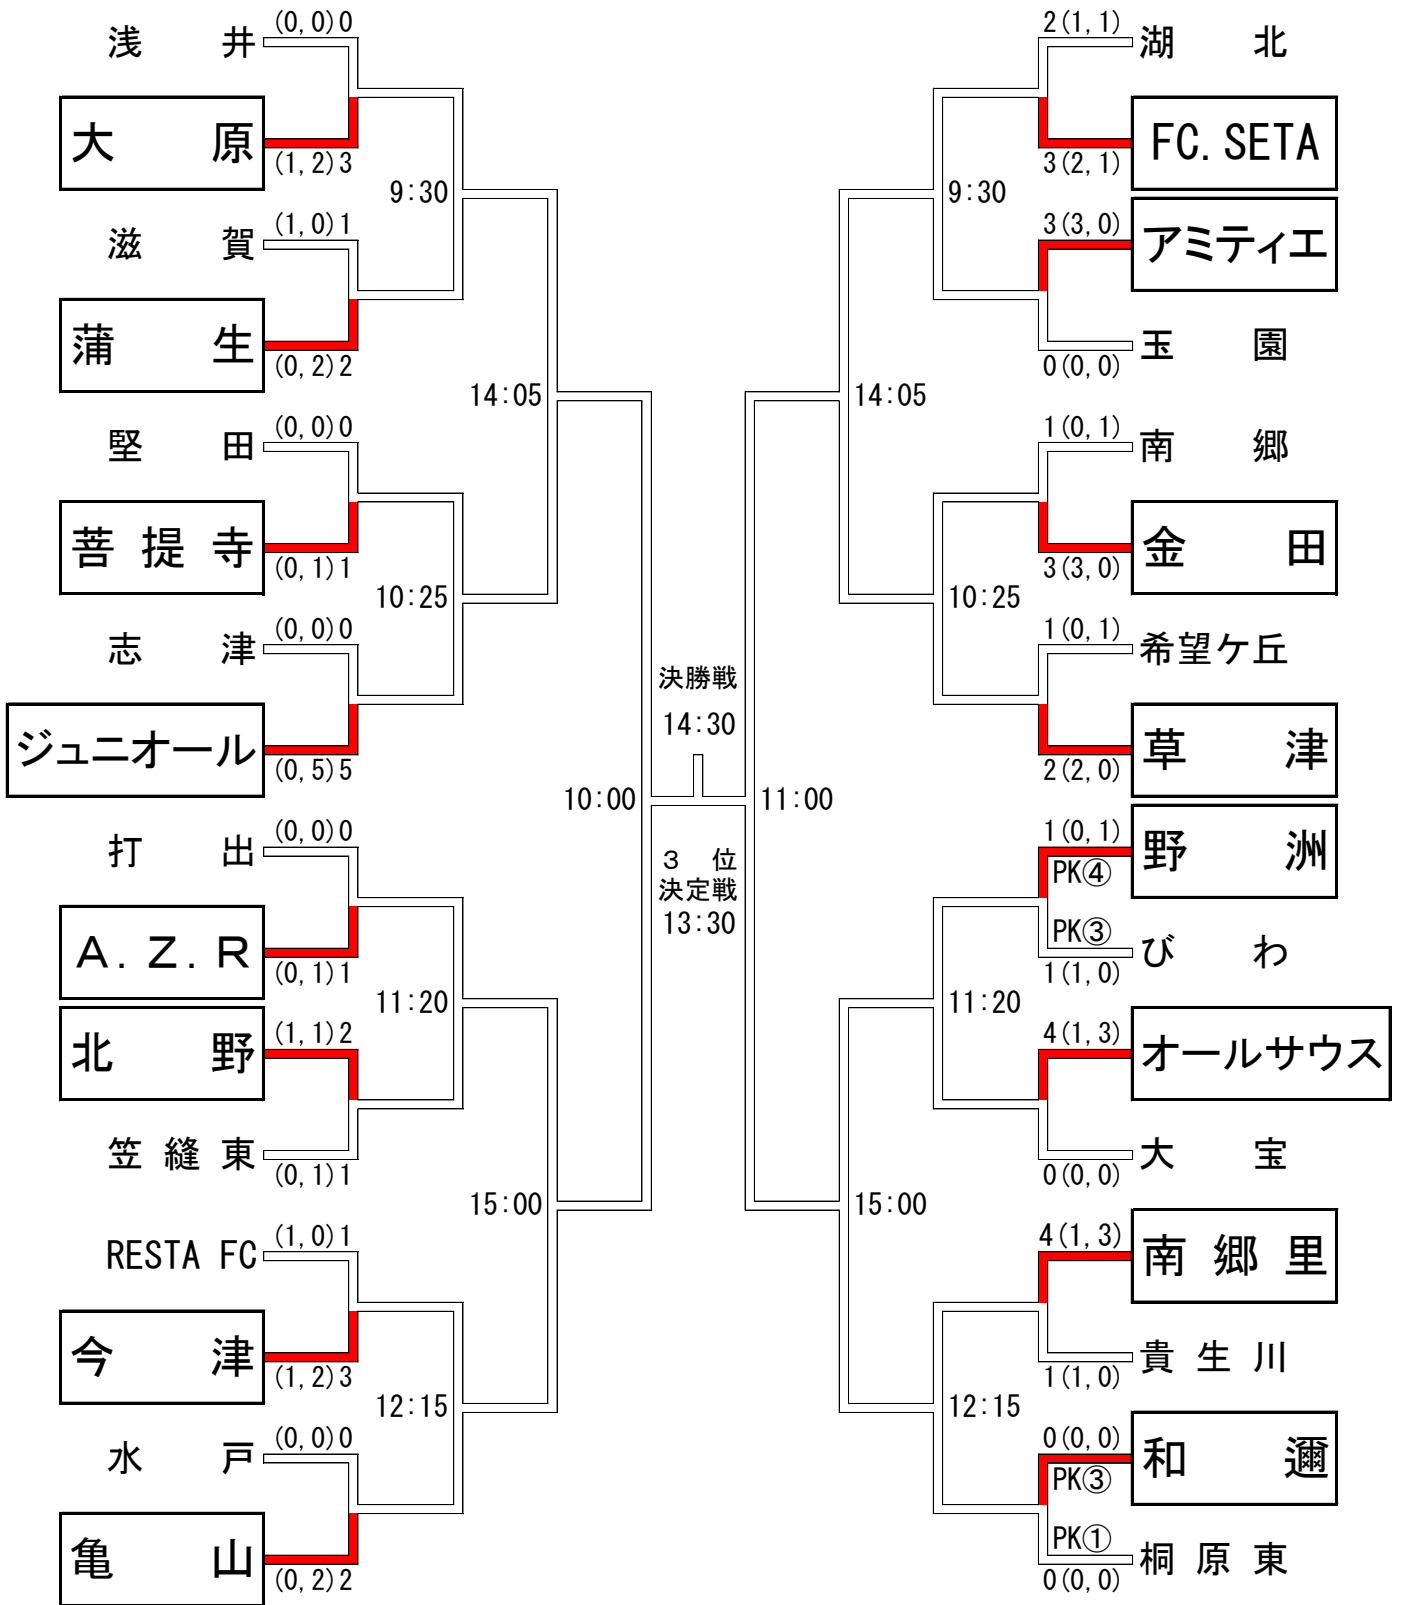 浅井 (0,0)0
大原 (1,2)3
9:30
滋賀 (1,0)1
蒲生 (0,2)2
14:05
堅田 (0,0)0
菩提寺 (0,1)1
10:25
志津 (0,0)0
ジュニオール (0,5)5
10:00
打出 (0,0)0
A.Z.R (0,1)1
11:20
北野 (1,1)2
笠縫東 (0,1)1
15:00
RESTA FC (1,0)1
今津 (1,2)3
12:15
水戸 (0,0)0
亀山 (0,2)2
決勝戦
14:30
3位
決定戦
13:30
2(1,1) 湖北
3(2,1) FC.SETA
9:30
3(3,0) アミティエ
0(0,0) 玉園
14:05
1(0,1) 南郷
3(3,0) 金田
10:25
1(0,1) 希望ケ丘
2(2,0) 草津
11:00
1(0,1) 野洲
PK④
PK③
1(1,0) びわ
11:20
4(1,3) オールサウス
0(0,0) 大宝
15:00
4(1,3) 南郷里
1(1,0) 貴生川
12:15
0(0,0) 和邇
PK③
PK①
0(0,0) 桐原東